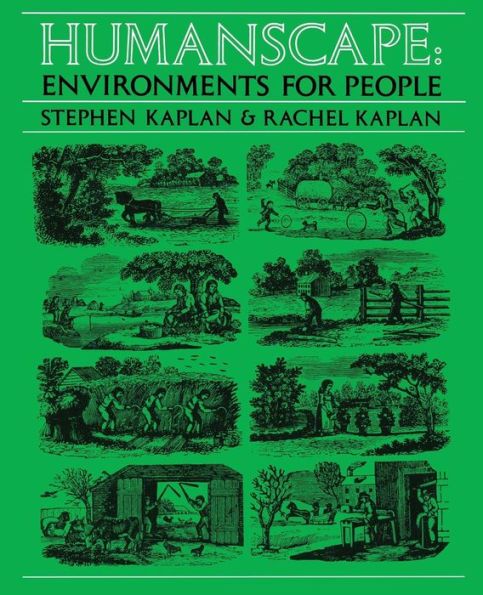 HUMANSCAPE:
ENVIRONMENTS FOR PEOPLE
STEPHEN KAPLAN & RACHEL KAPLAN